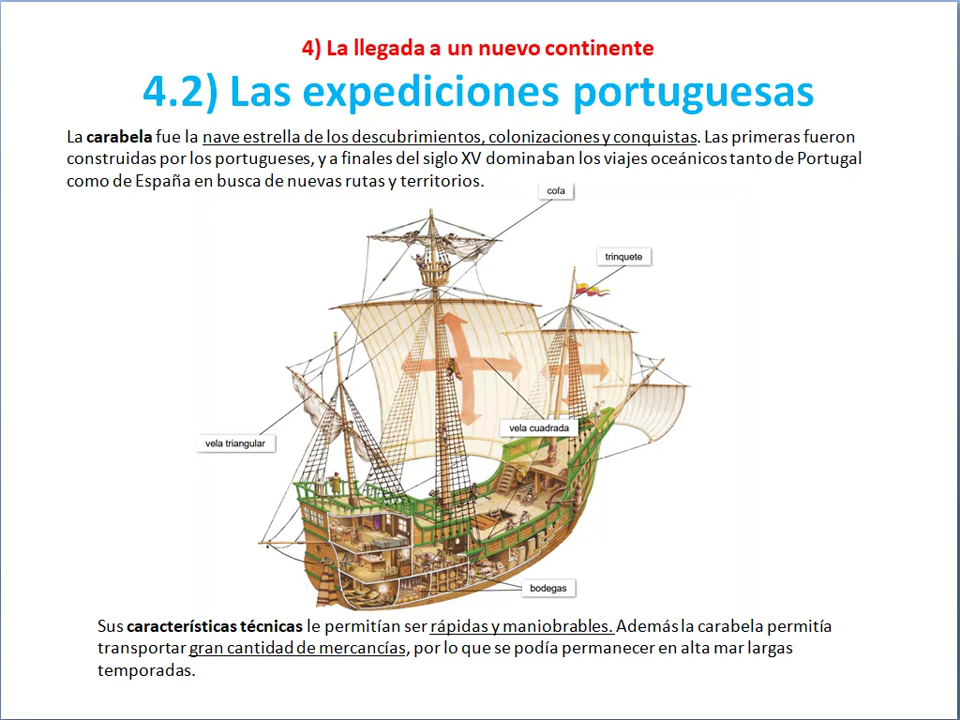 4) La llegada a un nuevo continente
4.2) Las expediciones portuguesas
La carabela fue la nave estrella de los descubrimientos, colonizaciones y conquistas. Las primeras fueron
construidas por los portugueses, y a finales del siglo XV dominaban los viajes oceánicos tanto de Portugal
como de España en busca de nuevas rutas y territorios.
cofa
trinquete
vela cuadrada
vela triangular
bodegas
Sus características técnicas le permitían ser rápidas y maniobrables. Además la carabela permitía
transportar gran cantidad de mercancías, por lo que se podía permanecer en alta mar largas
temporadas.